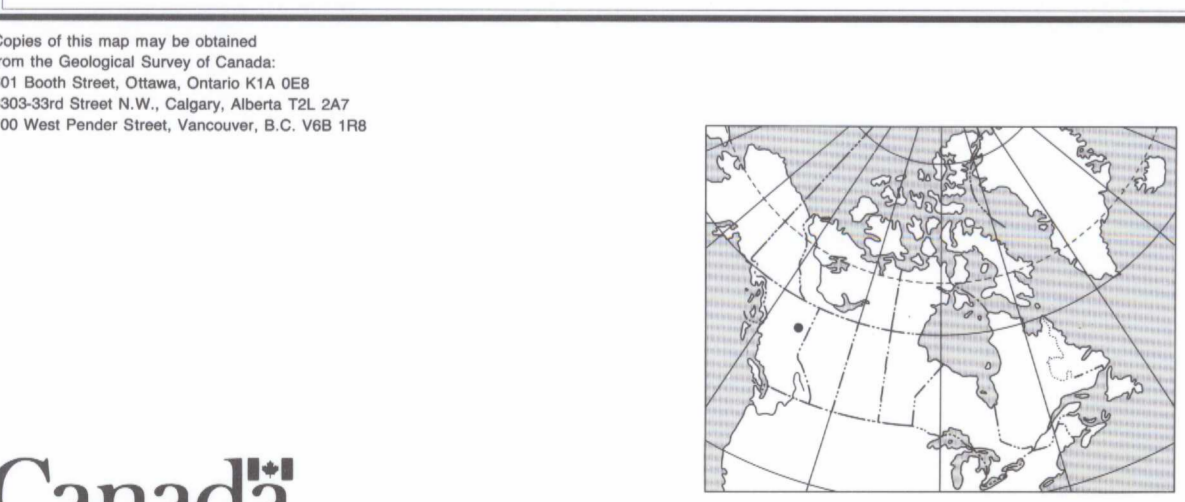 Copies of this map may be obtained
from the Geological Survey of Canada:
01 Booth Street, Ottawa, Ontario K1A 0E8
303-33rd Street N.W., Calgary, Alberta T2L 2A7
00 West Pender Street, Vancouver, B.C. V6B 1R8
Canada